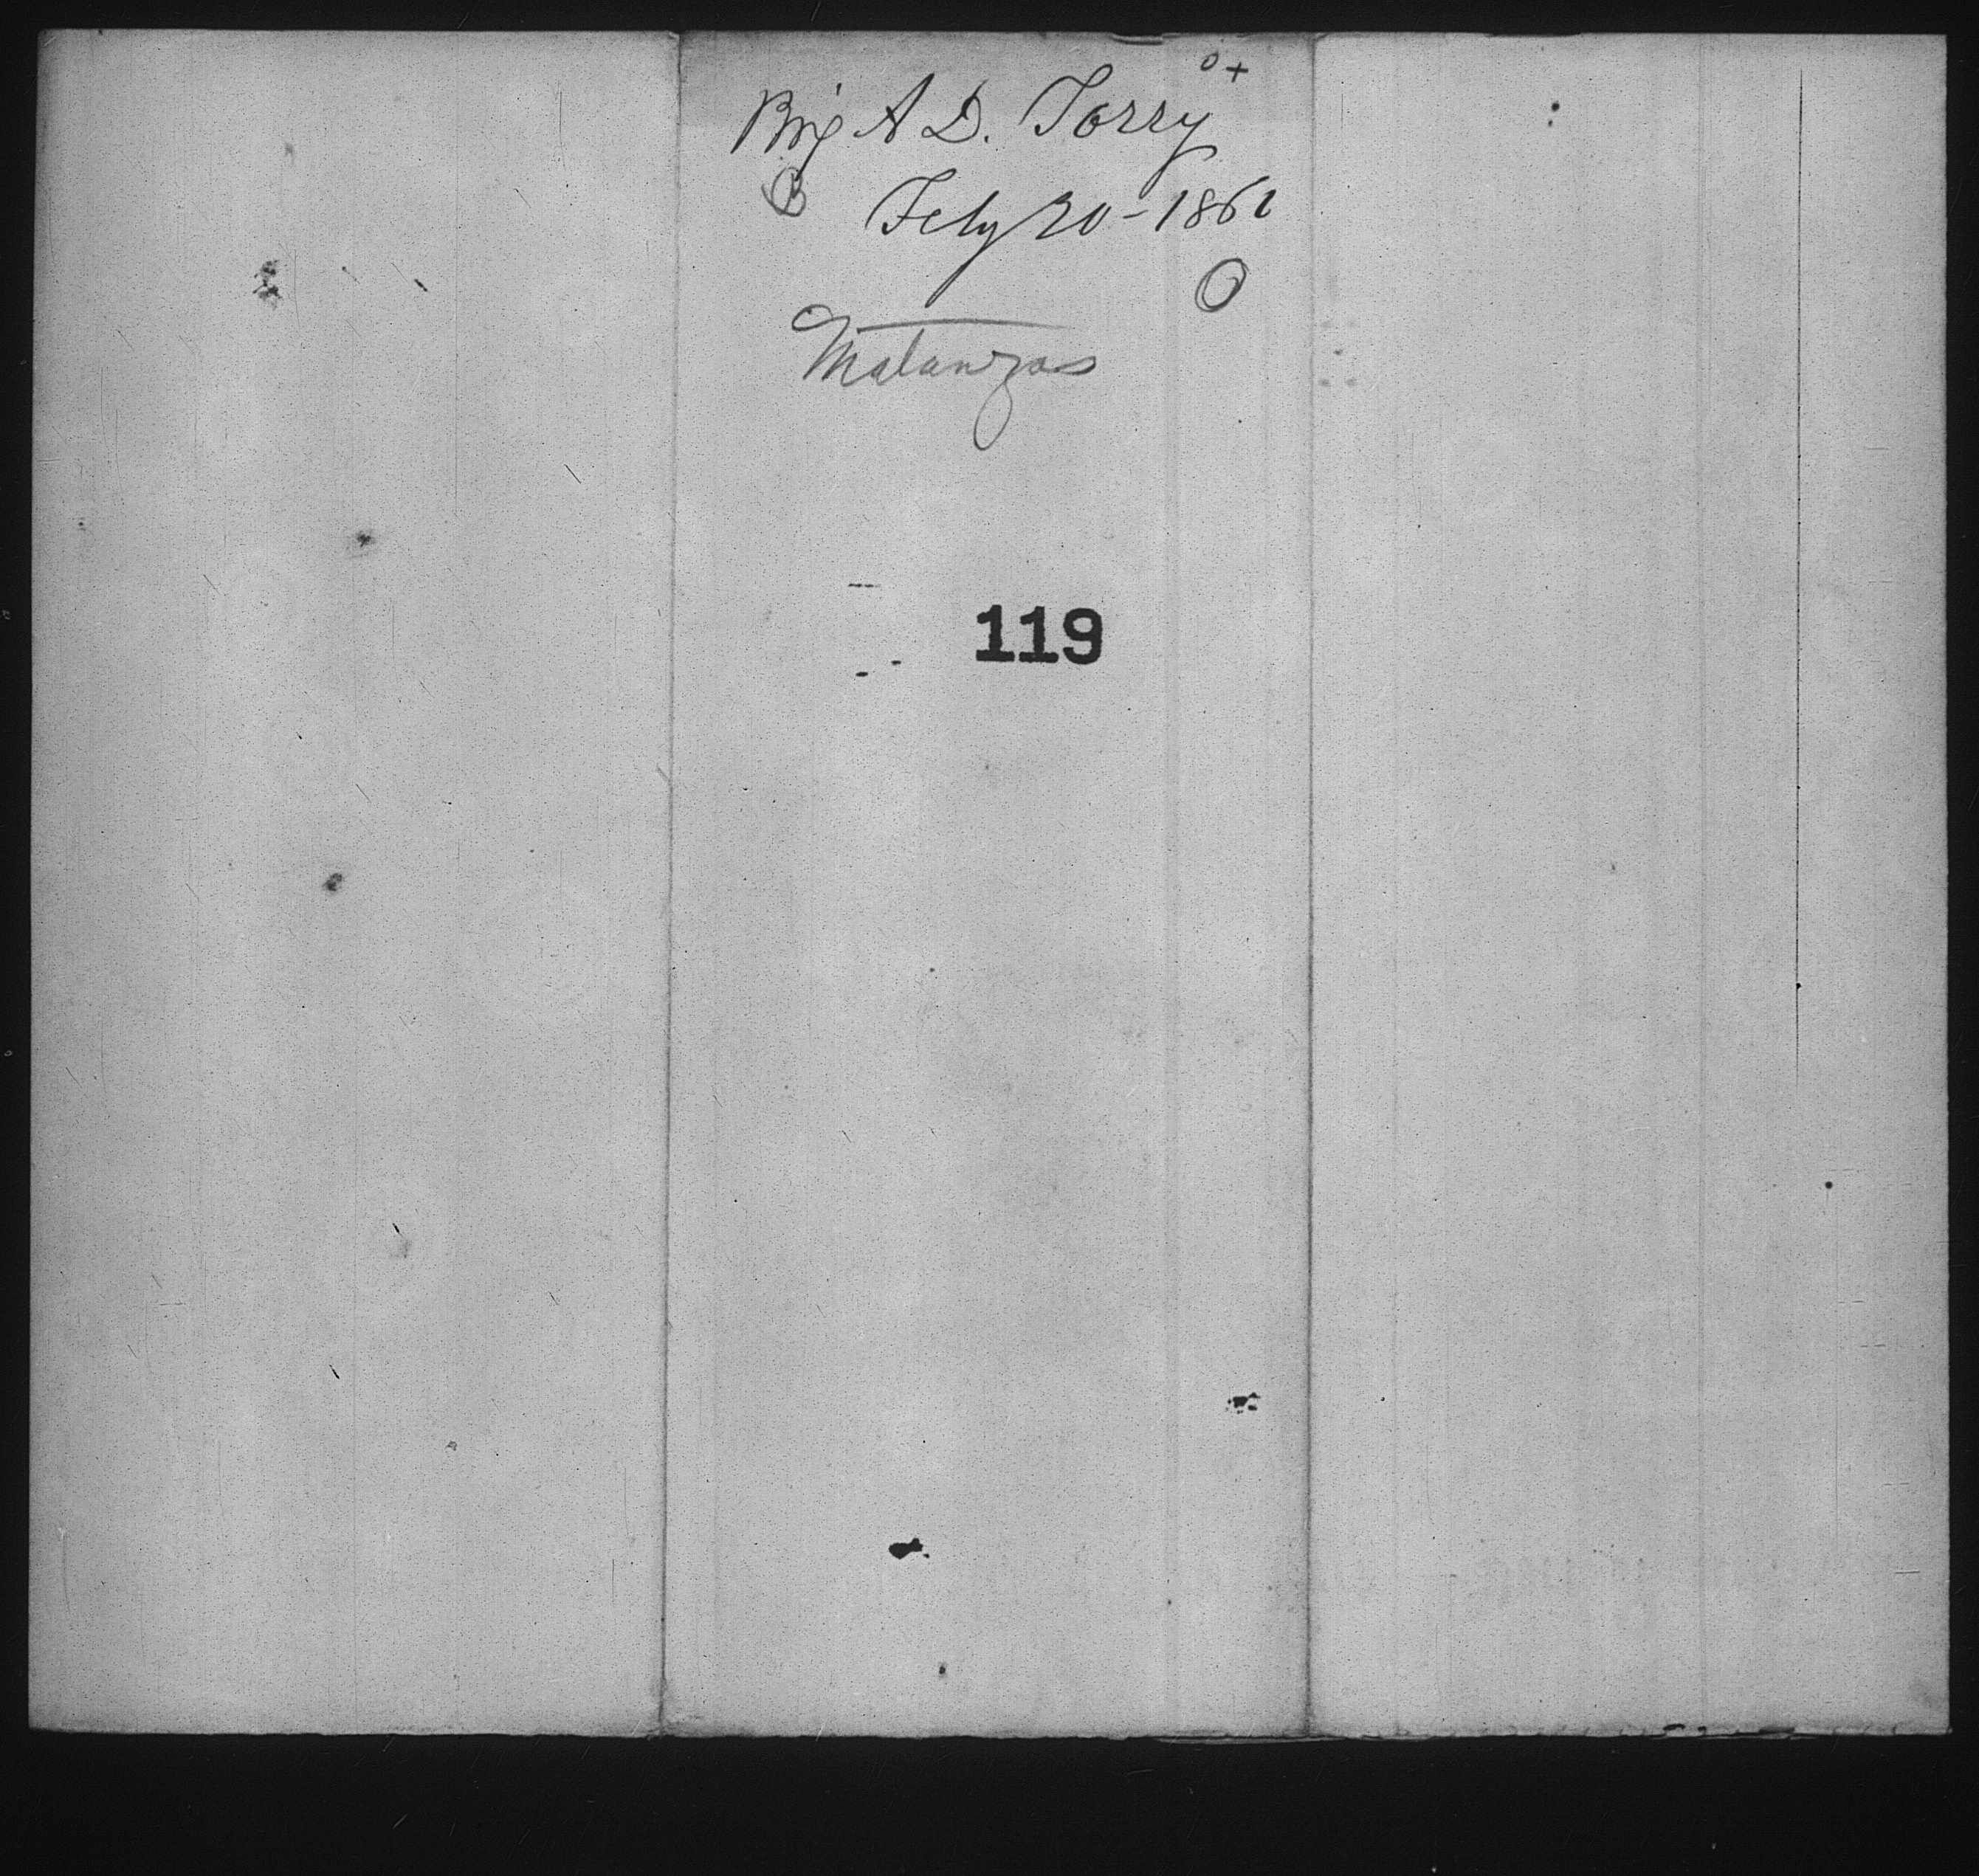 o +
Brig A D. Torry
B Feby 20 - 1861
O
Matanzas
119